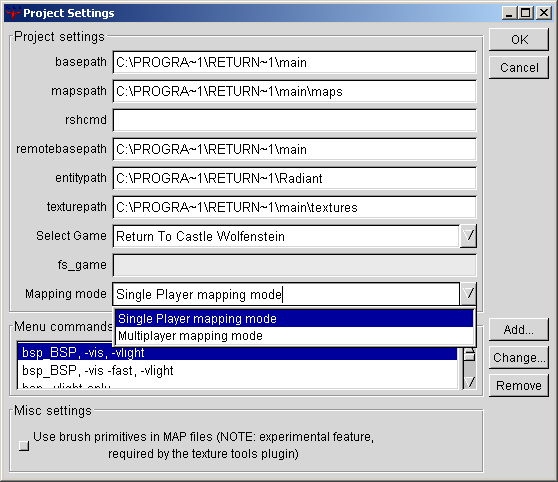 Project Settings
Project settings
OK
basepath C:\PROGRA~1\RETURN~1\main
Cancel
mapspath C:\PROGRA~1\RETURN~1\main\maps
rshcmd
remotebasepath C:\PROGRA~1\RETURN~1\main
entitypath C:\PROGRA~1\RETURN~1\Radiant
texturepath C:\PROGRA~1\RETURN~1\main\textures
Select Game Return To Castle Wolfenstein
fs_game
Mapping mode Single Player mapping mode
Single Player mapping mode
Multiplayer mapping mode
Menu commands
Add...
bsp_BSP, -vis, -vlight
Change...
bsp_BSP, -vis -fast, -vlight
Remove
Misc settings
Use brush primitives in MAP files (NOTE: experimental feature,
required by the texture tools plugin)